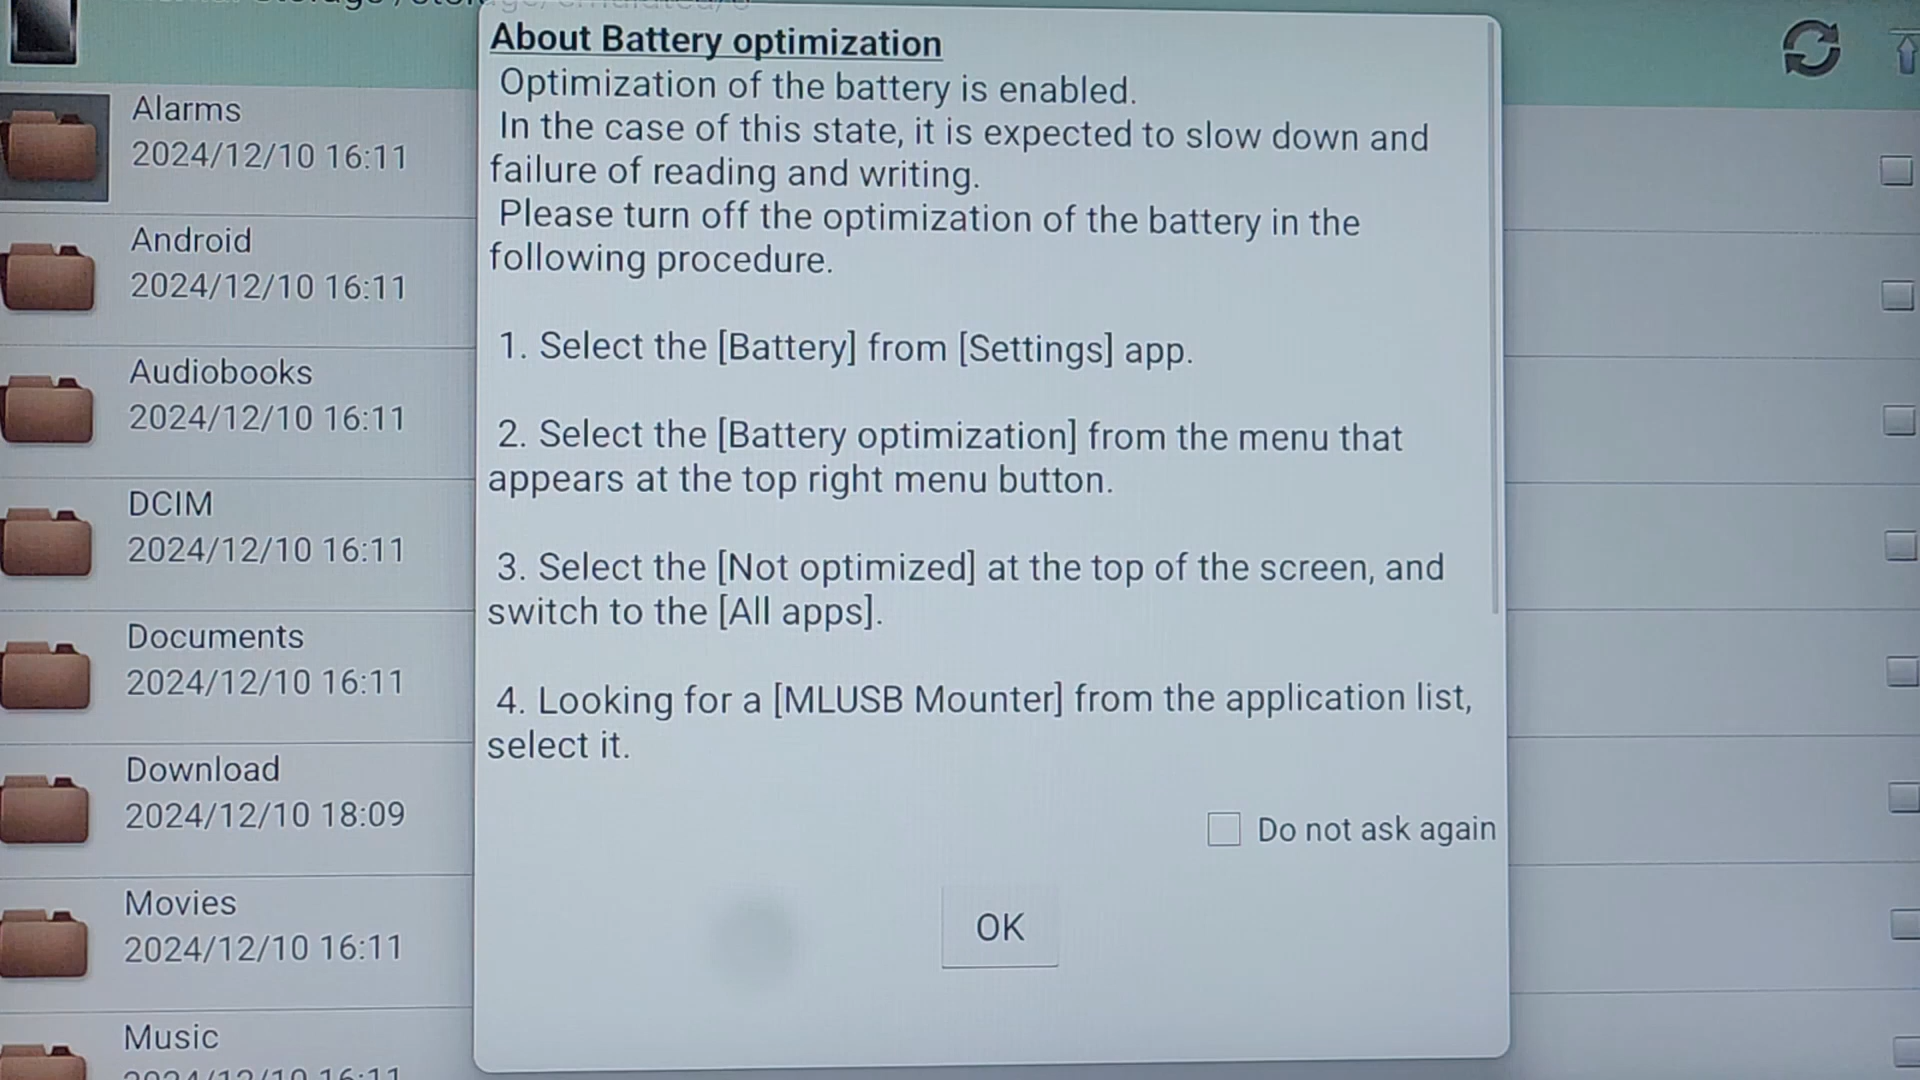 About Battery optimization
Optimization of the battery is enabled.
In the case of this state, it is expected to slow down and
failure of reading and writing.
Please turn off the optimization of the battery in the
following procedure.
1. Select the [Battery] from [Settings] app.
2. Select the [Battery optimization] from the menu that
appears at the top right menu button.
3. Select the [Not optimized] at the top of the screen, and
switch to the [All apps].
4. Looking for a [MLUSB Mounter] from the application list,
select it.
Do not ask again
OK
Alarms
2024/12/10 16:11
Android
2024/12/10 16:11
Audiobooks
2024/12/10 16:11
DCIM
2024/12/10 16:11
Documents
2024/12/10 16:11
Download
2024/12/10 18:09
Movies
2024/12/10 16:11
Music
2024/12/10 16:11